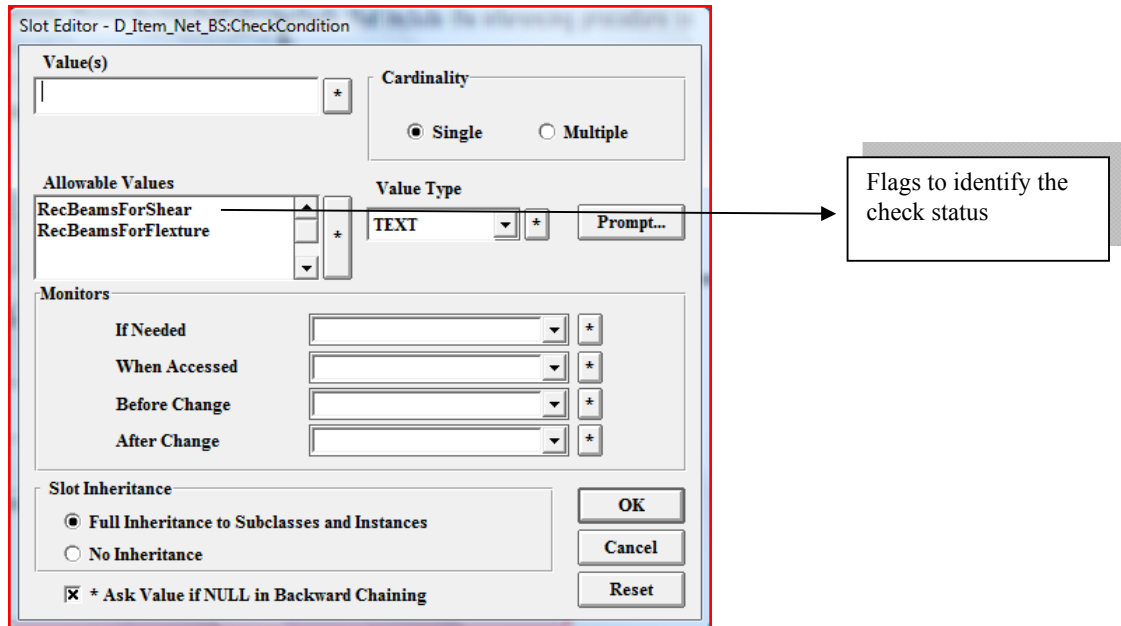 Slot Editor - D_Item_Net_BS:CheckCondition
Value(s)
*
Cardinality
Single
Multiple
Allowable Values
RecBeamsForShear
RecBeamsForFlexture
*
Value Type
TEXT
*
Prompt...
Flags to identify the
check status
Monitors
If Needed
*
When Accessed
*
Before Change
*
After Change
*
Slot Inheritance
Full Inheritance to Subclasses and Instances
No Inheritance
* Ask Value if NULL in Backward Chaining
OK
Cancel
Reset